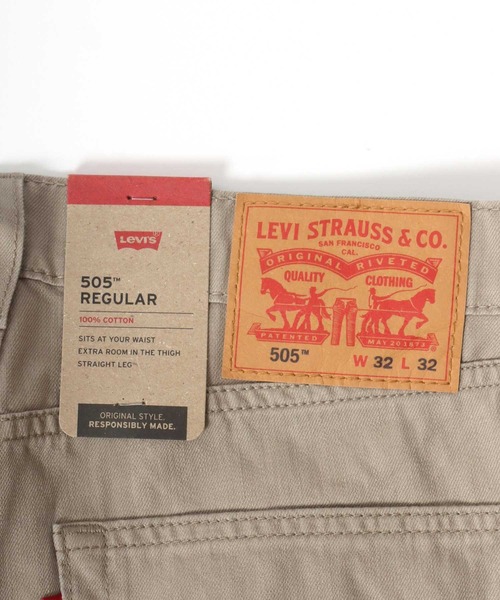 LEVI'S
505™
REGULAR
100% COTTON
SITS AT YOUR WAIST
EXTRA ROOM IN THE THIGH
STRAIGHT LEG
ORIGINAL STYLE.
RESPONSIBLY MADE.
LEVI STRAUSS & CO.
SAN FRANCISCO
CAL.
ORIGINAL RIVETED
QUALITY CLOTHING
PATENTED MAY 20 1873
505™ W 32 L 32